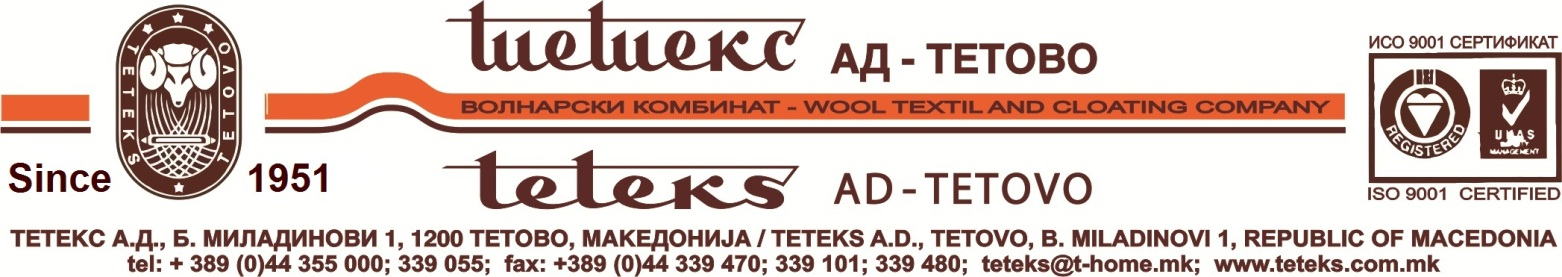 TETEKS TETOVO
Since 1951
тетекс АД - ТЕТОВО
ВОЛНАРСКИ КОМБИНАТ - WOOL TEXTIL AND CLOATING COMPANY
teteks AD - TETOVO
ИСО 9001 СЕРТИФИКАТ
REGISTERED
UKAS
MANAGEMENT
ISO 9001 CERTIFIED
ТЕТЕКС А.Д., Б. МИЛАДИНОВИ 1, 1200 ТЕТОВО, МАКЕДОНИЈА / TETEKS A.D., TETOVO, B. MILADINOVI 1, REPUBLIC OF MACEDONIA
tel: + 389 (0)44 355 000; 339 055; fax: +389 (0)44 339 470; 339 101; 339 480; teteks@t-home.mk; www.teteks.com.mk